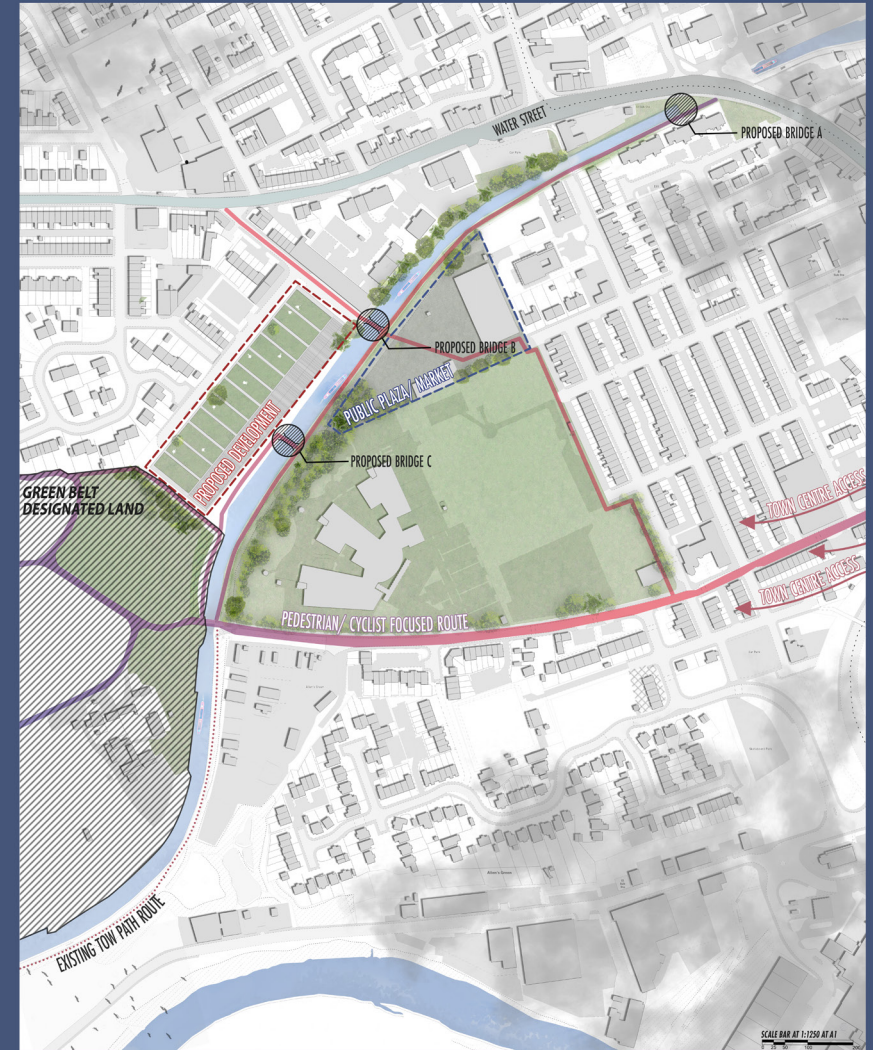 WATER STREET
PROPOSED BRIDGE A
PROPOSED BRIDGE B
PUBLIC PLAZA/ MARKET
PROPOSED DEVELOPMENT
PROPOSED BRIDGE C
GREEN BELT
DESIGNATED LAND
TOWN CENTRE ACCESS
TOWN CENTRE ACCESS
PEDESTRIAN/ CYCLIST FOCUSED ROUTE
EXISTING TOW PATH ROUTE
SCALE BAR AT 1:1250 AT A1